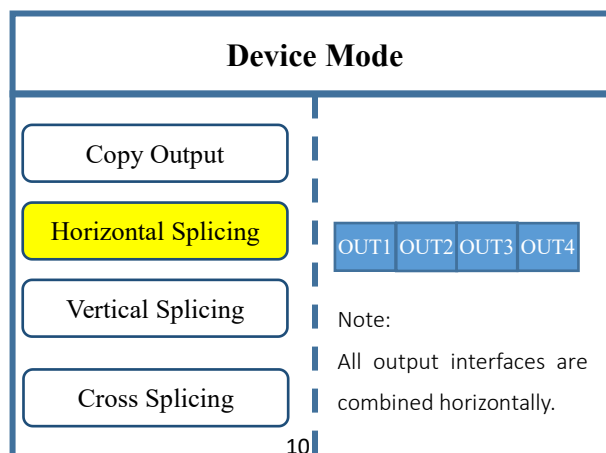 Device Mode
Copy Output
Horizontal Splicing
Vertical Splicing
Cross Splicing
OUT1 OUT2 OUT3 OUT4
Note:
All output interfaces are
combined horizontally.
10